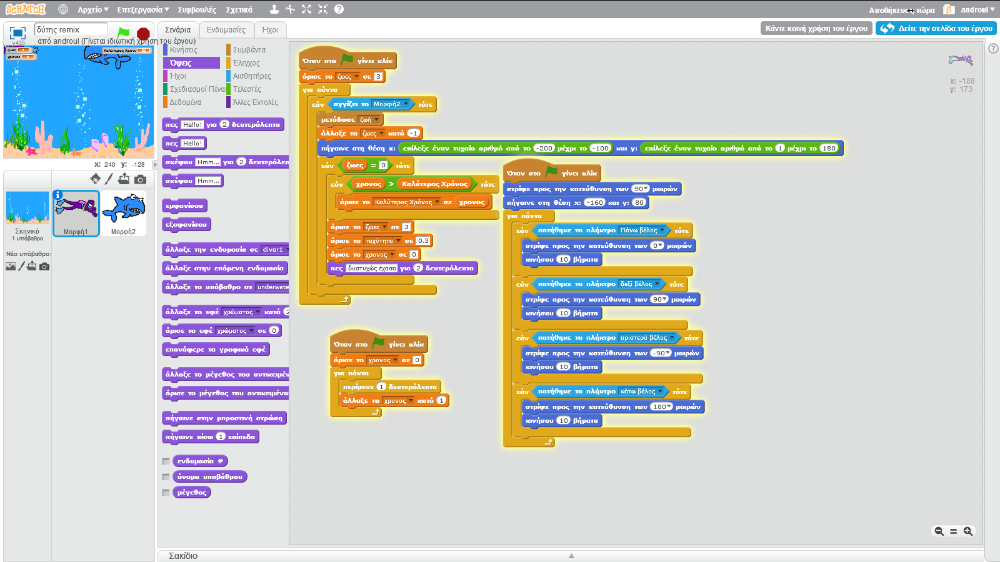 SCRATCH Αρχείο Επεξεργασία Συμβουλές Σχετικά Αποθήκευση τώρα androul
δύτης remix
v435
από androul (Γίνεται ιδιωτική χρήση του έργου)
Σενάρια Ενδυμασίες Ήχοι
Κάντε κοινή χρήση του έργου Δείτε την σελίδα του έργου
ζωες 1
χρονος
Καλύτερος Χρόνος
x: 240 y: -128
Σκηνικό
1 υπόβαθρο
Μορφή1
Μορφή2
Νέο υπόβαθρο:
Κινήσεις Συμβάντα
Όψεις Έλεγχος
Ήχοι Αισθητήρες
Σχεδιασμοί Πένας Τελεστές
Δεδομένα Άλλες Εντολές
πες Hello! για 2 δευτερόλεπτα
πες Hello!
σκέψου Hmm... για 2 δευτερόλεπ
σκέψου Hmm...
εμφανίσου
εξαφανίσου
άλλαξε την ενδυμασία σε diver1
άλλαξε στην επόμενη ενδυμασία
άλλαξε το υπόβαθρο σε underwate
άλλαξε το εφέ χρώματος κατά 2
όρισε το εφέ χρώματος σε 0
επανάφερε τα γραφικά εφέ
άλλαξε το μέγεθος του αντικειμέν
όρισε το μέγεθος του αντικειμένο
πήγαινε στην μπροστινή στρώση
πήγαινε πίσω 1 επίπεδα
ενδυμασία #
όνομα υποβάθρου
μέγεθος
Όταν στο γίνει κλίκ
όρισε το ζωες σε 3
για πάντα
εάν αγγίζει το Μορφή2 τότε
μετάδωσε ζωή
άλλαξε το ζωες κατά -1
πήγαινε στη θέση x: επίλεξε έναν τυχαίο αριθμό από το -200 μέχρι το -100 και y: επίλεξε έναν τυχαίο αριθμό από το 1 μέχρι το 180
εάν ζωες = 0 τότε
εάν χρονος > Καλύτερος Χρόνος τότε
όρισε το Καλύτερος Χρόνος σε χρονος
όρισε το ζωες σε 3
όρισε το ταχύτητα σε 0.3
όρισε το χρονος σε 0
πες δυστυχώς έχασα για 2 δευτερόλεπτα
Όταν στο γίνει κλίκ
όρισε το χρονος σε 0
για πάντα
περίμενε 1 δευτερόλεπτα
άλλαξε το χρονος κατά 1
Όταν στο γίνει κλίκ
στρίψε προς την κατεύθυνση των 90 μοιρών
πήγαινε στη θέση x: -160 και y: 80
για πάντα
εάν πατήθηκε το πλήκτρο Πάνω βέλος τότε
στρίψε προς την κατεύθυνση των 0 μοιρών
κινήσου 10 βήματα
εάν πατήθηκε το πλήκτρο δεξί βέλος τότε
στρίψε προς την κατεύθυνση των 90 μοιρών
κινήσου 10 βήματα
εάν πατήθηκε το πλήκτρο αριστερό βέλος τότε
στρίψε προς την κατεύθυνση των -90 μοιρών
κινήσου 10 βήματα
εάν πατήθηκε το πλήκτρο κάτω βέλος τότε
στρίψε προς την κατεύθυνση των 180 μοιρών
κινήσου 10 βήματα
x: -188
y: 173
Σακίδιο